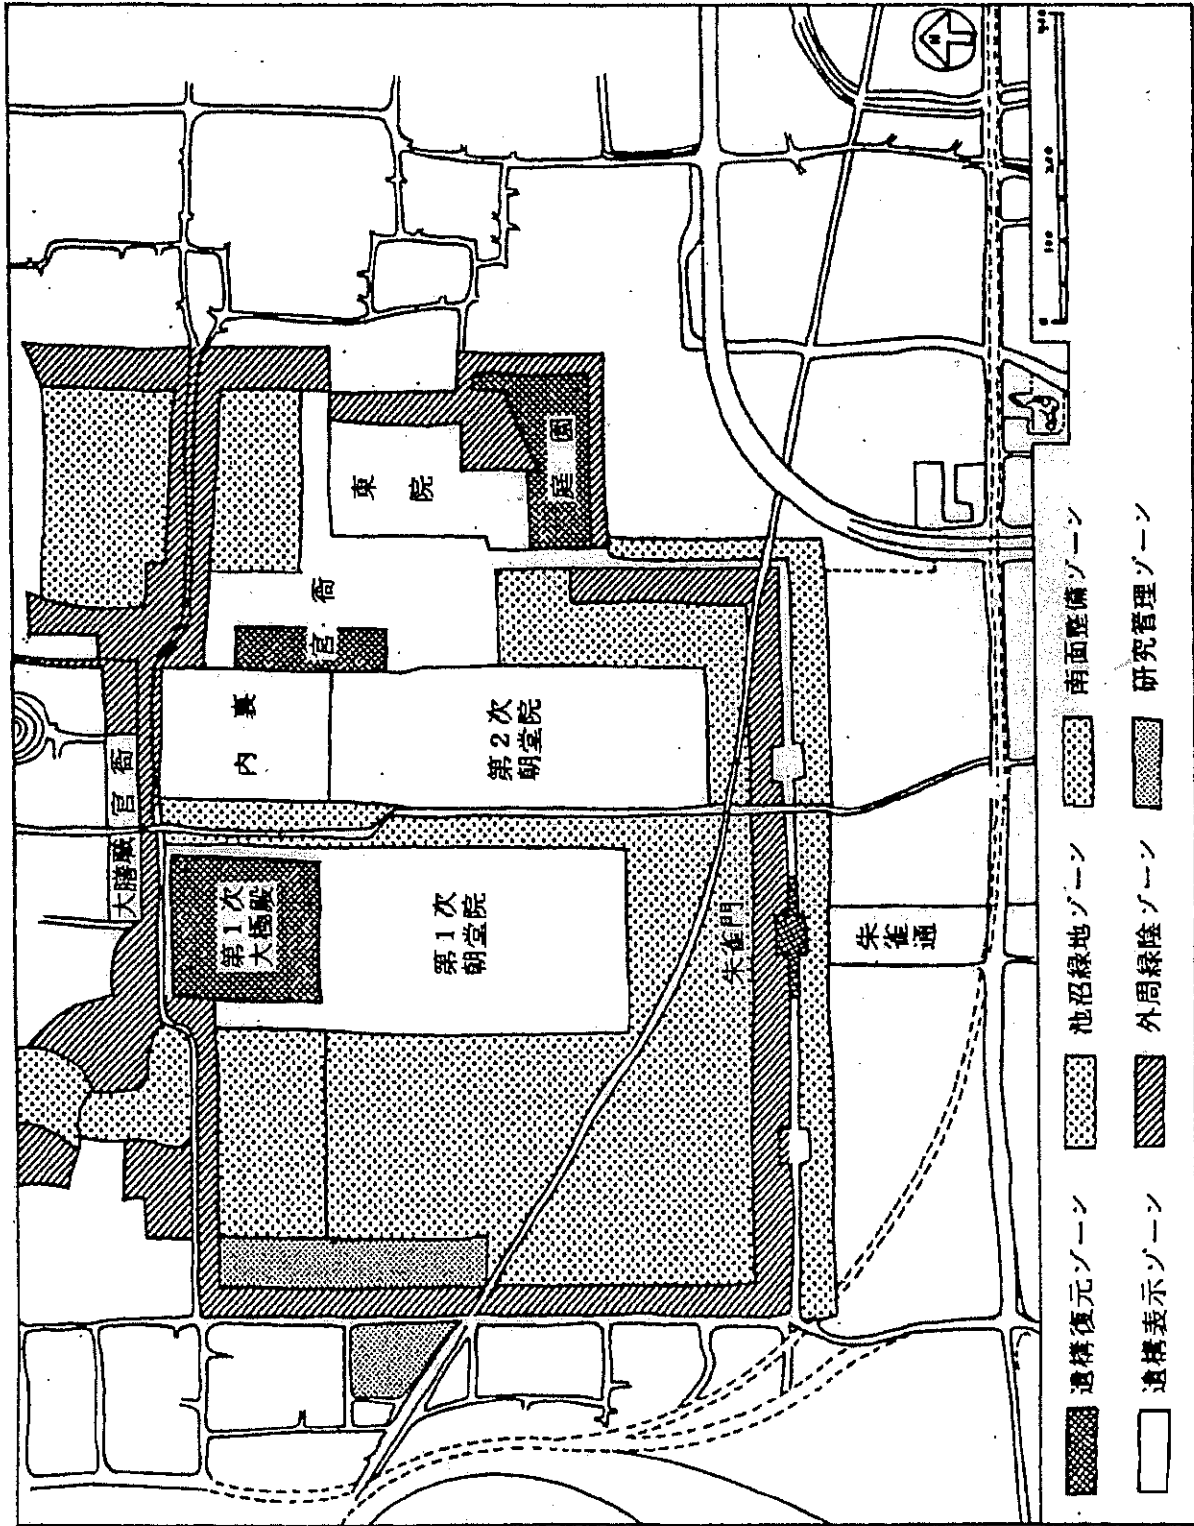 大膳職 官衙
第1次
大極殿
内裏
官衙
東院
第1次
朝堂院
第2次
朝堂院
庭園
朱雀門
朱雀通
N
0 100 200
遺構復元ゾーン 池沼緑地ゾーン 南面整備ゾーン
遺構表示ゾーン 外周緑陰ゾーン 研究管理ゾーン